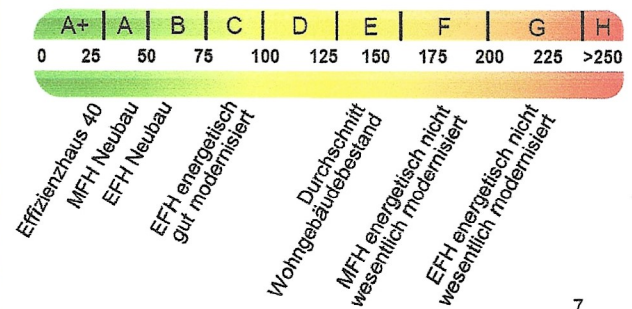 A+ A B C D E F G H
0 25 50 75 100 125 150 175 200 225 >250
Effizienzhaus 40
MFH Neubau
EFH Neubau
EFH energetisch
gut modernisiert
Durchschnitt
Wohngebäudebestand
MFH energetisch nicht
wesentlich modernisiert
EFH energetisch nicht
wesentlich modernisiert
7